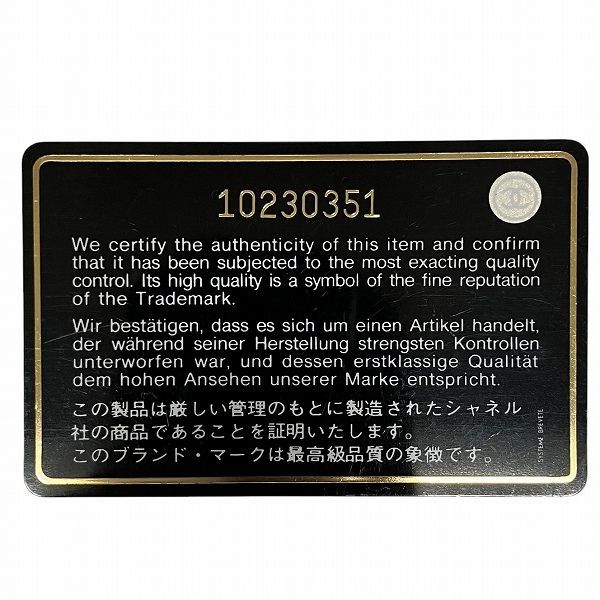 10230351
We certify the authenticity of this item and confirm
that it has been subjected to the most exacting quality
control. Its high quality is a symbol of the fine reputation
of the Trademark.
Wir bestätigen, dass es sich um einen Artikel handelt,
der während seiner Herstellung strengsten Kontrollen
unterworfen war, und dessen erstklassige Qualität
dem hohen Ansehen unserer Marke entspricht.
この製品は厳しい管理のもとに製造されたシャネル
社の商品であることを証明いたします。
このブランド・マークは最高級品質の象徴です。
SYSTEME BREVETE